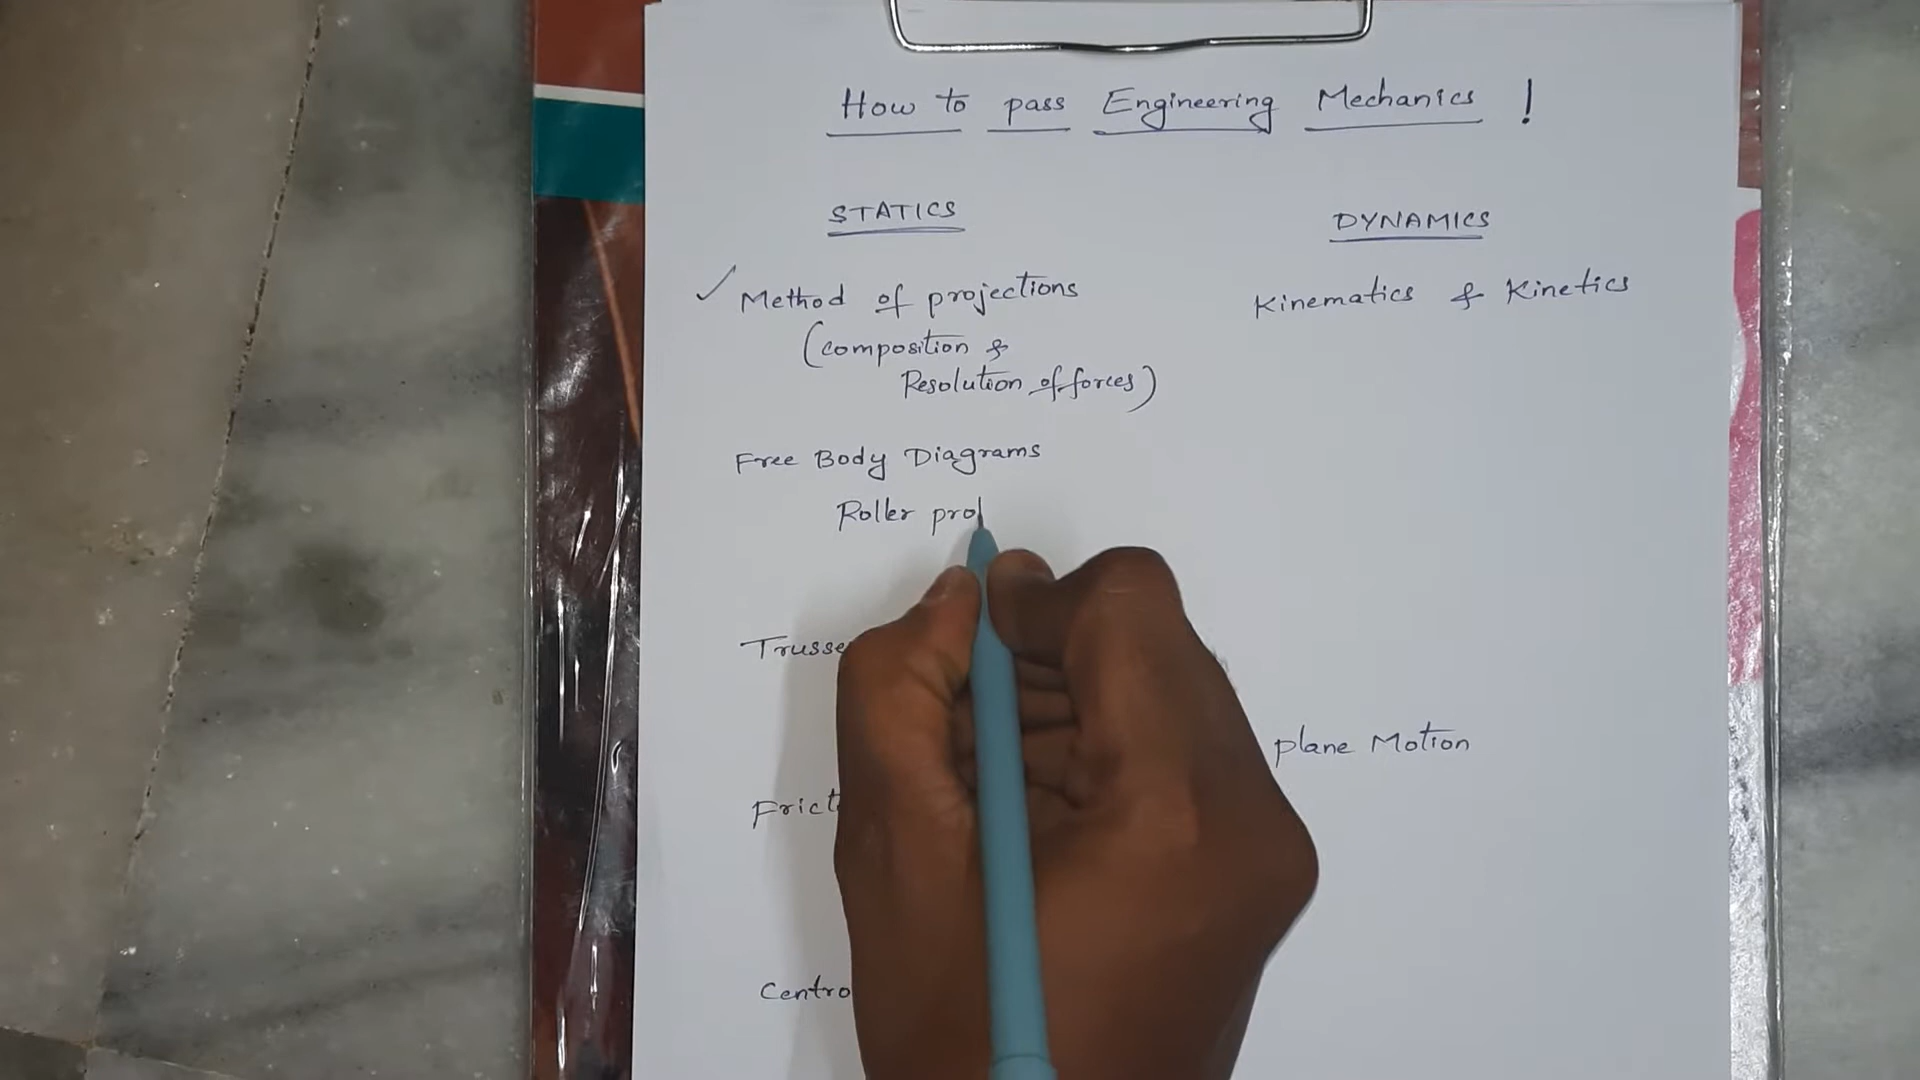 How to pass Engineering Mechanics !
STATICS
✓ Method of projections
(composition &
Resolution of forces)
Free Body Diagrams
Roller
DYNAMICS
Kinematics & Kinetics
plane Motion